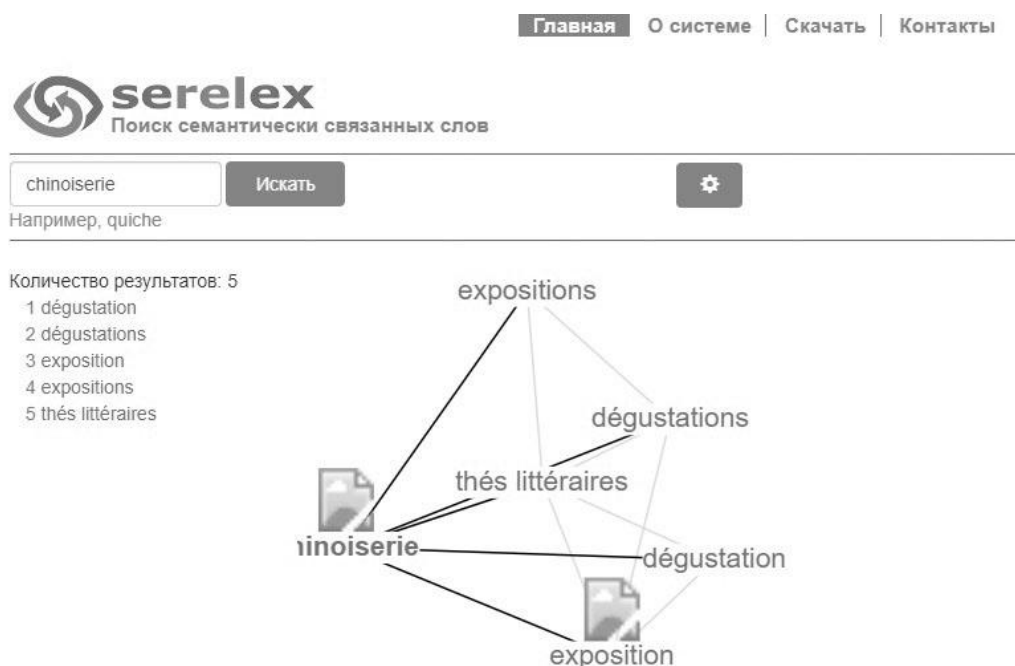 Главная О системе Скачать Контакты
serelex
Поиск семантически связанных слов
chinoiserie Искать
Например, quiche
Количество результатов: 5
1 dégustation
2 dégustations
3 exposition
4 expositions
5 thés littéraires
expositions
dégustations
thés littéraires
hinoiserie
dégustation
exposition